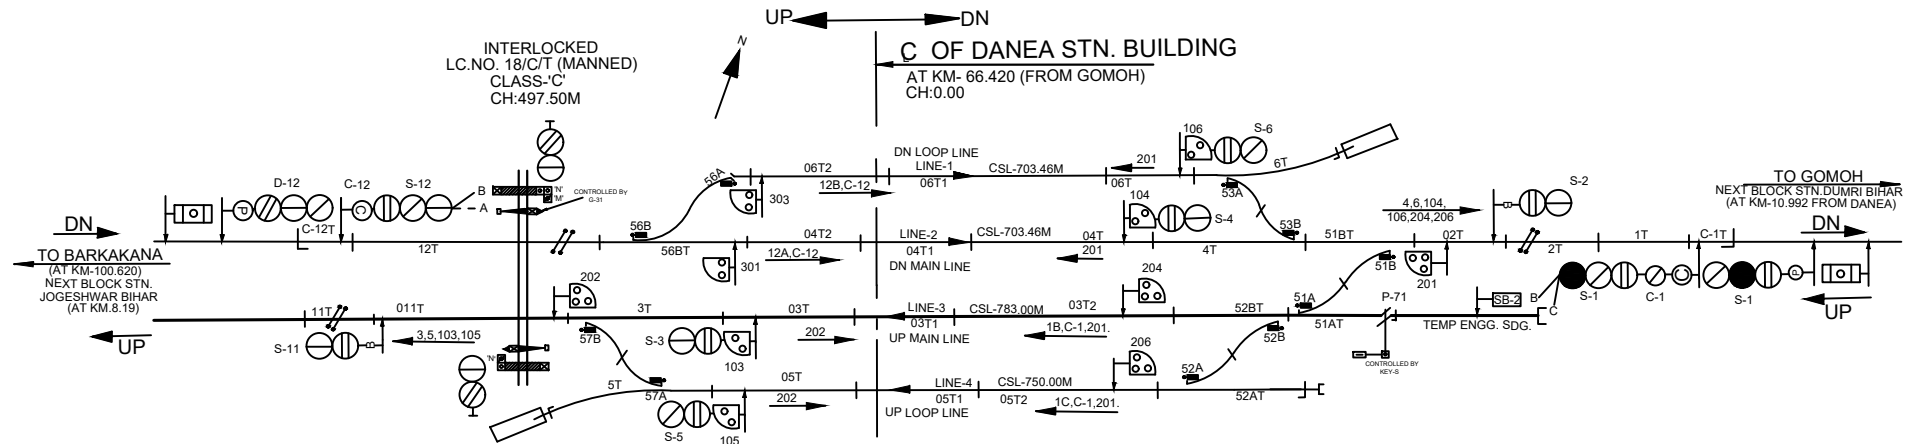 UP DN
N
INTERLOCKED
LC.NO. 18/C/T (MANNED)
CLASS-'C'
CH:497.50M
C OF DANEA STN. BUILDING
L
AT KM- 66.420 (FROM GOMOH)
CH:0.00
106 S-6
DN LOOP LINE
LINE-1
CSL-703.46M
201
6T
06T2
06T1
06T
12B,C-12
56A
303
53A
D-12
C-12
S-12
B
A
'N'
'M'
CONTROLLED BY
G-31
P
C
C-12T
DN
12T
56B
56BT
04T2
LINE-2
04T1
CSL-703.46M
DN MAIN LINE
04T
201
104
S-4
4T
53B
51BT
4,6,104,
106,204,206
02T
S-2
B
2T
1T
C-1T
TO GOMOH
NEXT BLOCK STN.DUMRI BIHAR
(AT KM-10.992 FROM DANEA)
DN
TO BARKAKANA
(AT KM-100.620)
NEXT BLOCK STN.
JOGESHWAR BIHAR
(AT KM.8.19)
UP
301
12A,C-12
202
204
51B
201
51A
P-71
SB-2
B
C
S-1
C-1
C
S-1
P
UP
11T
011T
3T
03T
LINE-3
03T1
CSL-783.00M
UP MAIN LINE
03T2
52BT
51AT
TEMP ENGG. SDG.
S-11
B
3,5,103,105
57B
S-3
103
202
1B,C-1,201.
52B
CONTROLLED BY
KEY-S
'N'
5T
57A
05T
LINE-4
05T1
CSL-750.00M
05T2
UP LOOP LINE
206
52A
52AT
1C,C-1,201.
202
S-5
105